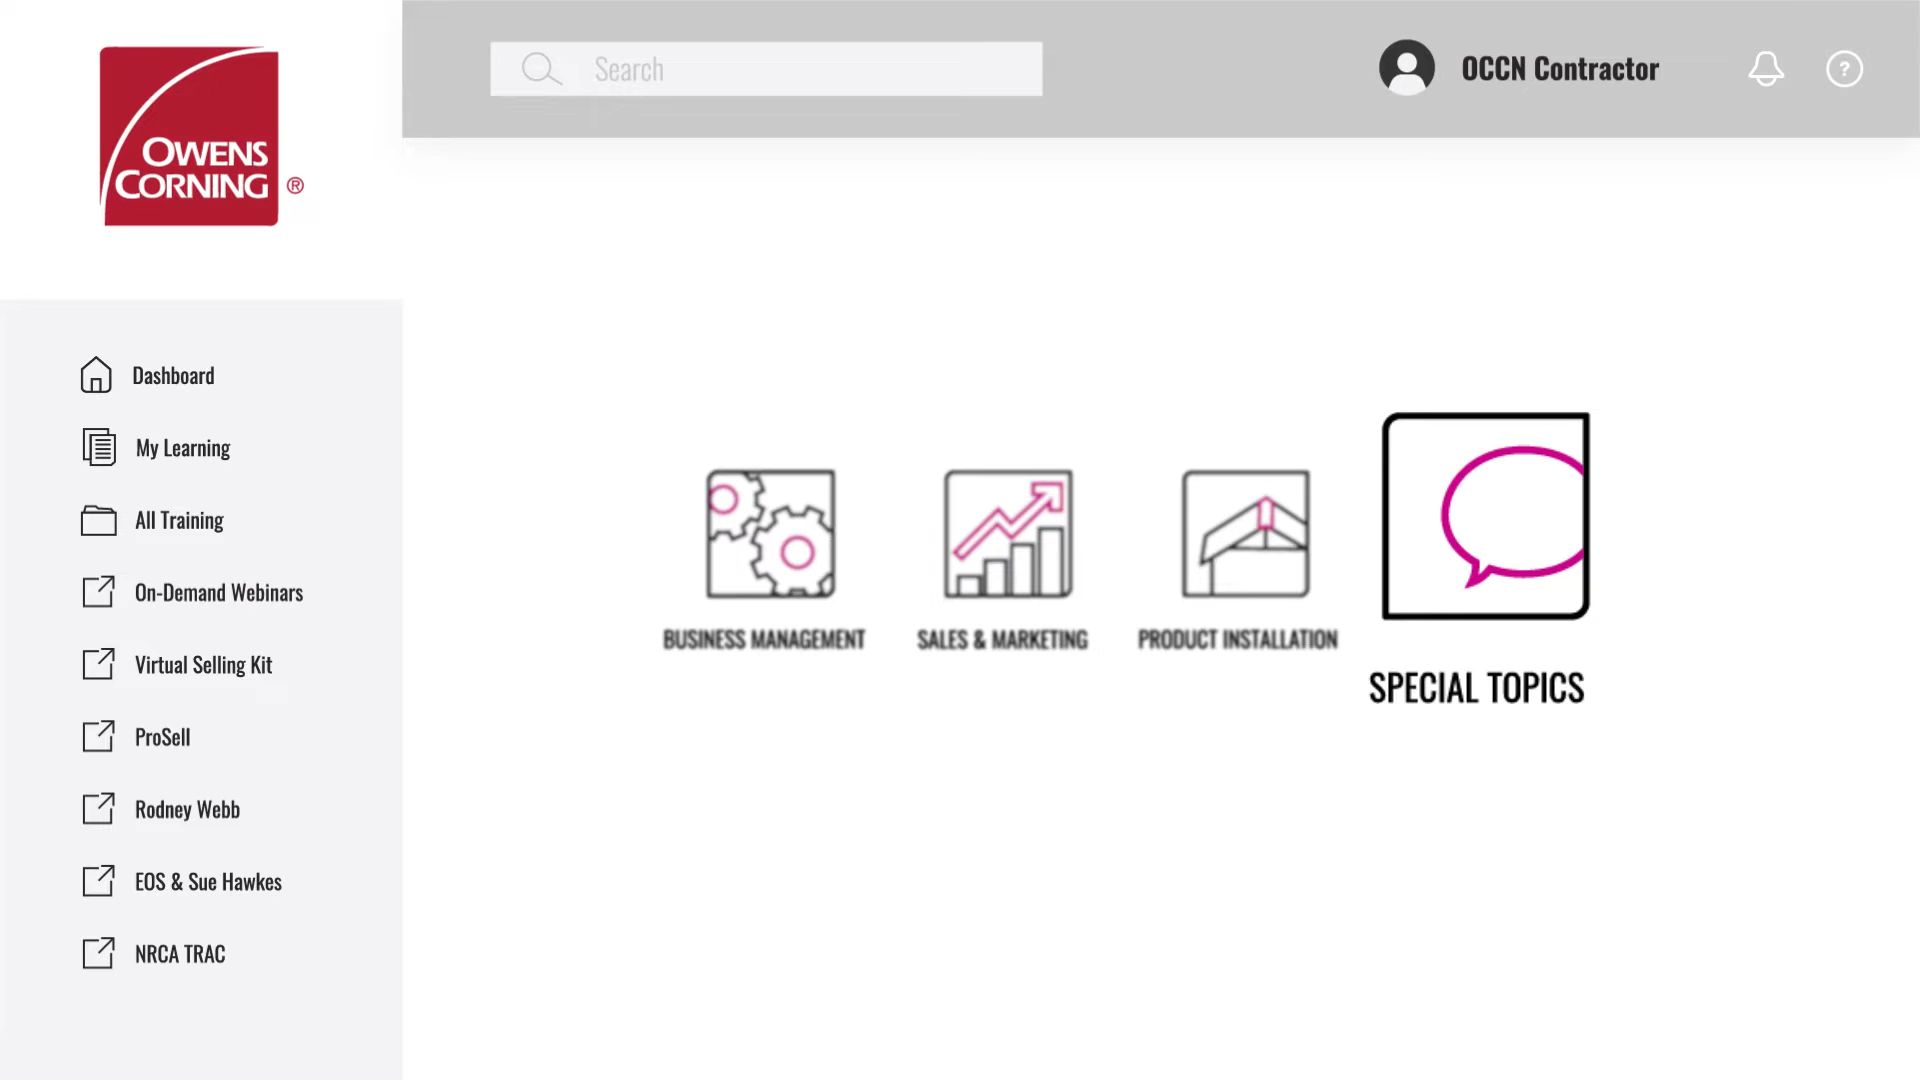 OWENS
CORNING ®
Search
OCCN Contractor
?
Dashboard
My Learning
All Training
On-Demand Webinars
Virtual Selling Kit
ProSell
Rodney Webb
EOS & Sue Hawkes
NRCA TRAC
BUSINESS MANAGEMENT
SALES & MARKETING
PRODUCT INSTALLATION
SPECIAL TOPICS